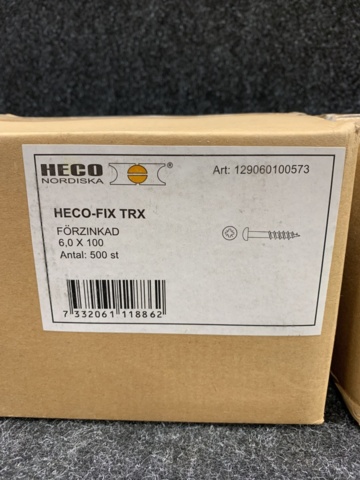 HECO
NORDISKA
®
Art: 129060100573
HECO-FIX TRX
FÖRZINKAD
6,0 X 100
Antal: 500 st
7 332061 118862